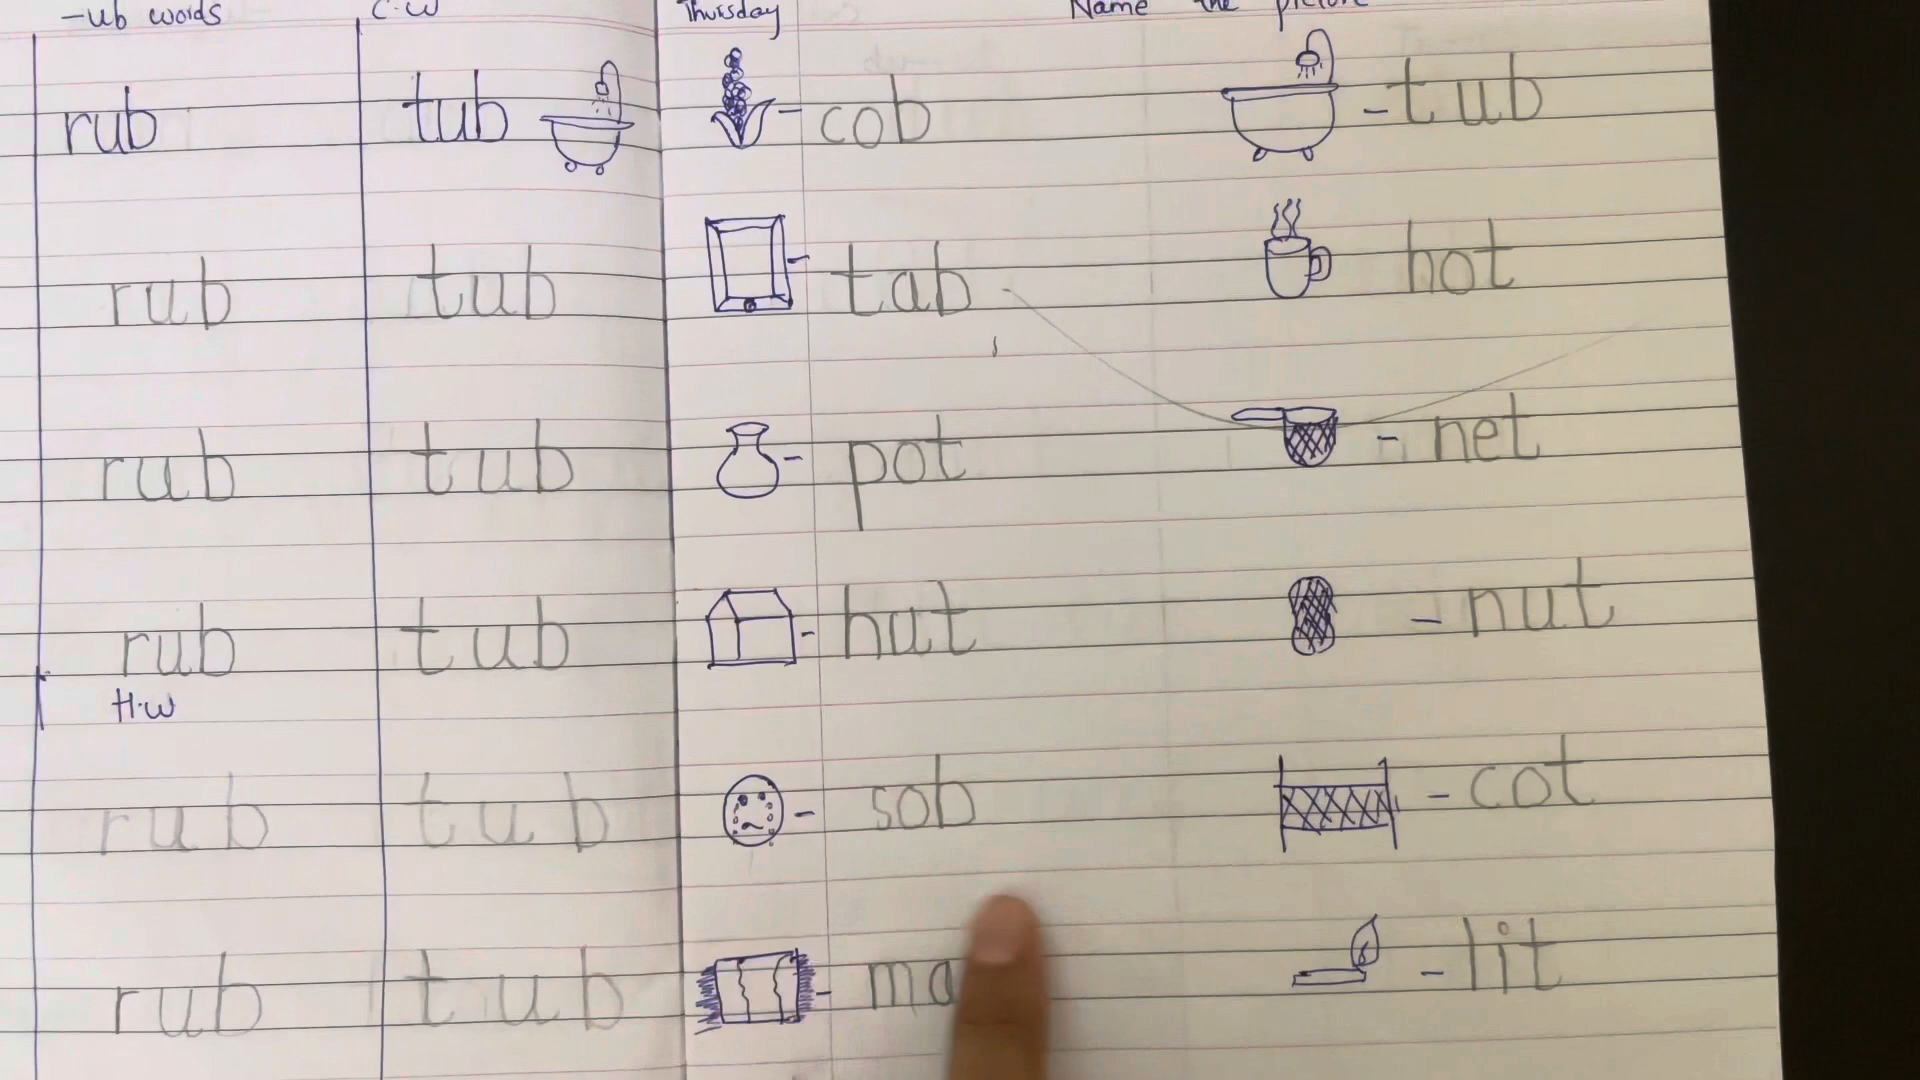 -ub words C.W
rub tub
rub tub
rub tub
rub tub
H.W
rub tub
rub tub
Thursday Name the picture
- cob - tub
- tab hot
- pot - net
- hut - nut
- sob - cot
- - lit